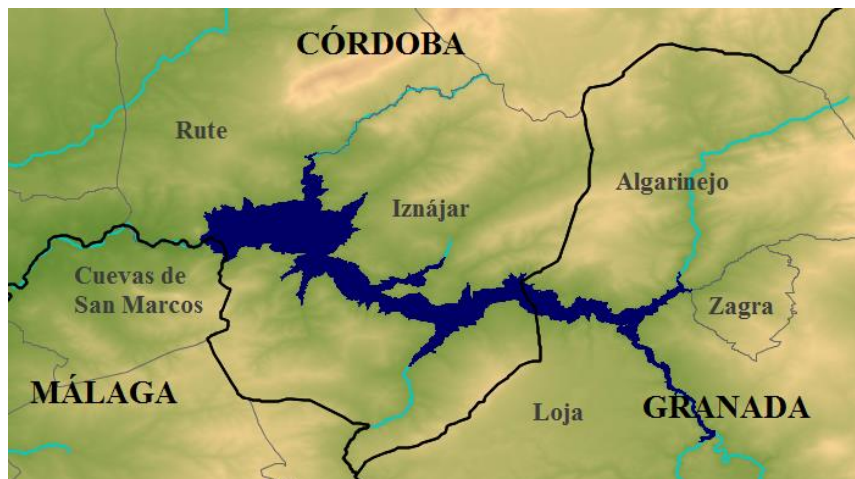 CÓRDOBA
Rute
Algarinejo
Iznájar
Cuevas de
San Marcos
Zagra
MÁLAGA
Loja
GRANADA